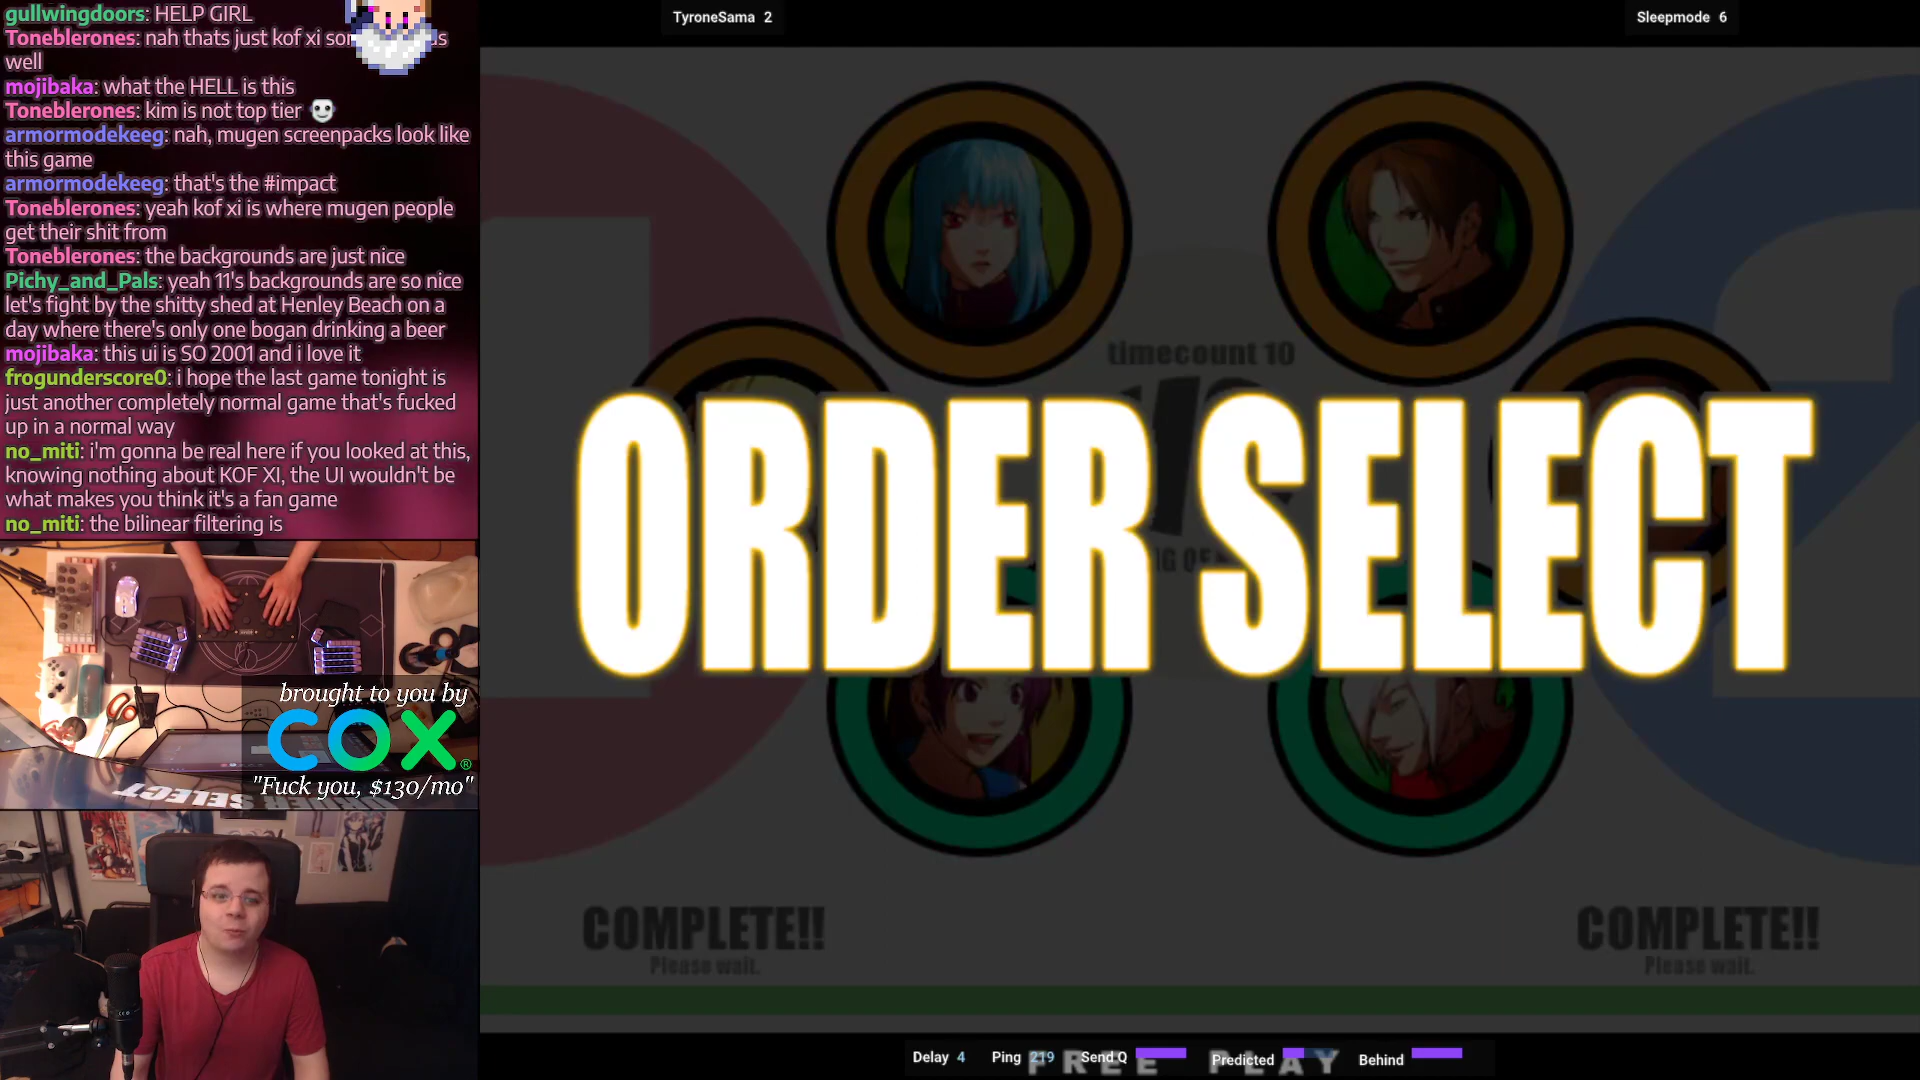 gullwingdoors: HELP GIRL
Toneblerones: nah thats just kof xi
well
mojibaka: what the HELL is this
Toneblerones: kim is not top tier
armormodekeeg: nah, mugen screenpacks look like
this game
armormodekeeg: that's the #impact
Toneblerones: yeah kof xi is where mugen people
get their shit from
Toneblerones: the backgrounds are just nice
Pichy_and_Pals: yeah 11's backgrounds are so nice
let's fight by the shitty shed at Henley Beach on a
day where there's only one bogan drinking a beer
mojibaka: this ui is SO 2001 and i love it
frogunderscore0: i hope the last game tonight is
just another completely normal game that's fucked
up in a normal way
no_miti: i'm gonna be real here if you looked at this,
knowing nothing about KOF XI, the UI wouldn't be
what makes you think it's a fan game
no_miti: the bilinear filtering is
brought to you by
COX®
"Fuck you, $130/mo"
TyroneSama 2
Sleepmode 6
timecount 10
ORDER SELECT
COMPLETE!!
Please wait.
COMPLETE!!
Please wait.
Delay 4 Ping 219 Send Q Predicted Behind
FREE PLAY